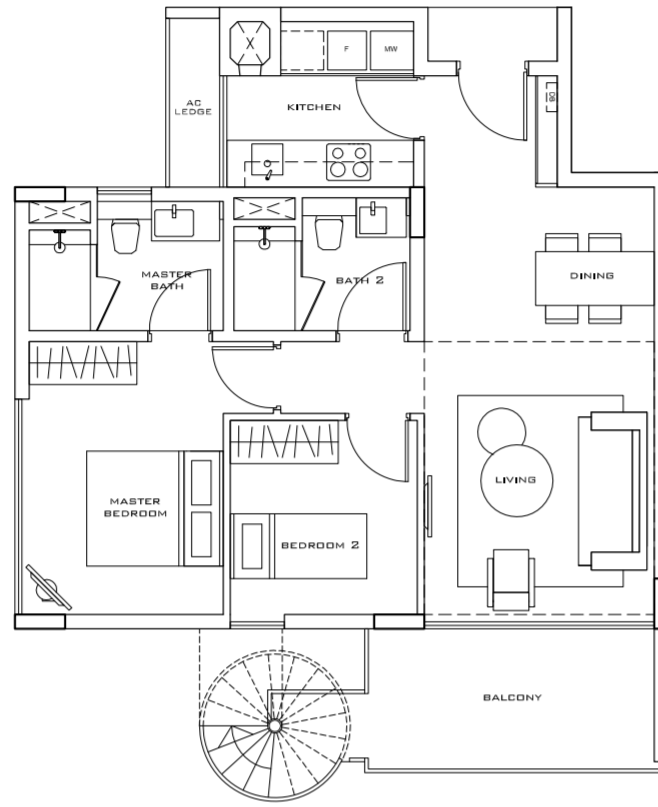 F
MW
AC
LEDGE
KITCHEN
DB
MASTER
BATH
BATH 2
DINING
MASTER
BEDROOM
BEDROOM 2
LIVING
BALCONY